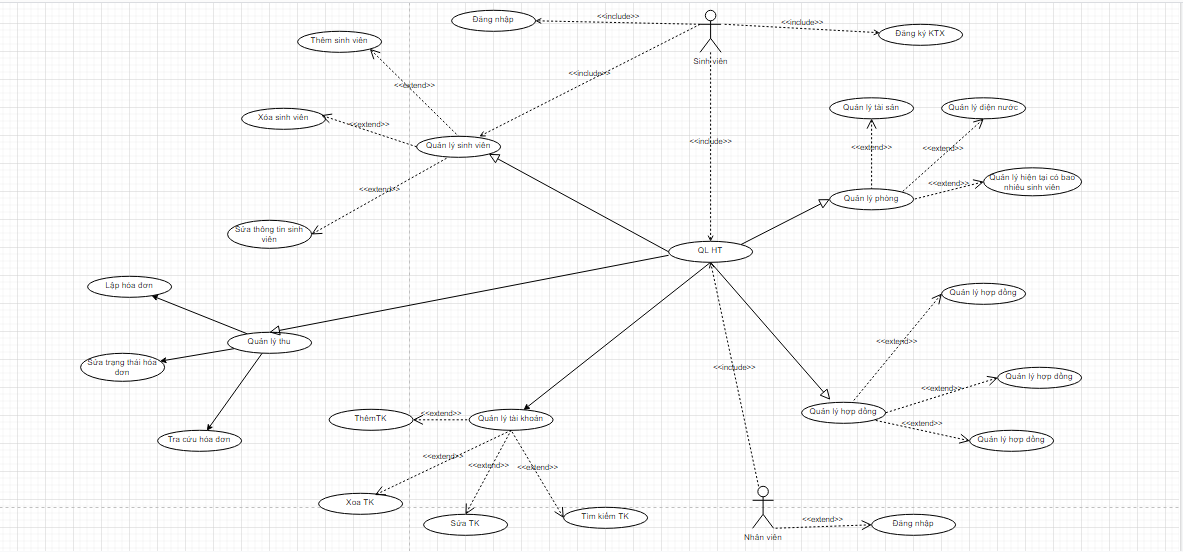 Đăng nhập
<<include>>
<<include>>
Sinh viên
Đăng ký KTX
Thêm sinh viên
<<include>>
<<extend>>
Xóa sinh viên
<<extend>>
Quản lý sinh viên
<<include>>
Quản lý tài sản
Quản lý điện nước
<<extend>>
<<extend>>
<<extend>>
Quản lý hiện tại có bao
nhiêu sinh viên
Quản lý phòng
<<extend>>
Sửa thông tin sinh
viên
QL HT
Lập hóa đơn
Quản lý thu
Sửa trạng thái hóa
đơn
Tra cứu hóa đơn
Quản lý hợp đồng
<<extend>>
<<include>>
Quản lý hợp đồng
<<extend>>
Quản lý hợp đồng
<<extend>>
Quản lý hợp đồng
ThêmTK
<<extend>>
Quản lý tài khoản
<<extend>>
<<extend>>
<<extend>>
Xoa TK
Sửa TK
Tìm kiếm TK
Nhân viên
<<extend>>
Đăng nhập